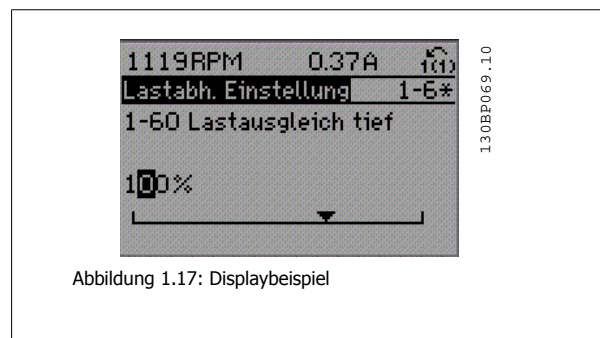 1119RPM 0.37A 1(1)
Lastabh. Einstellung 1-6*
1-60 Lastausgleich tief
100%
130BP069.10
Abbildung 1.17: Displaybeispiel